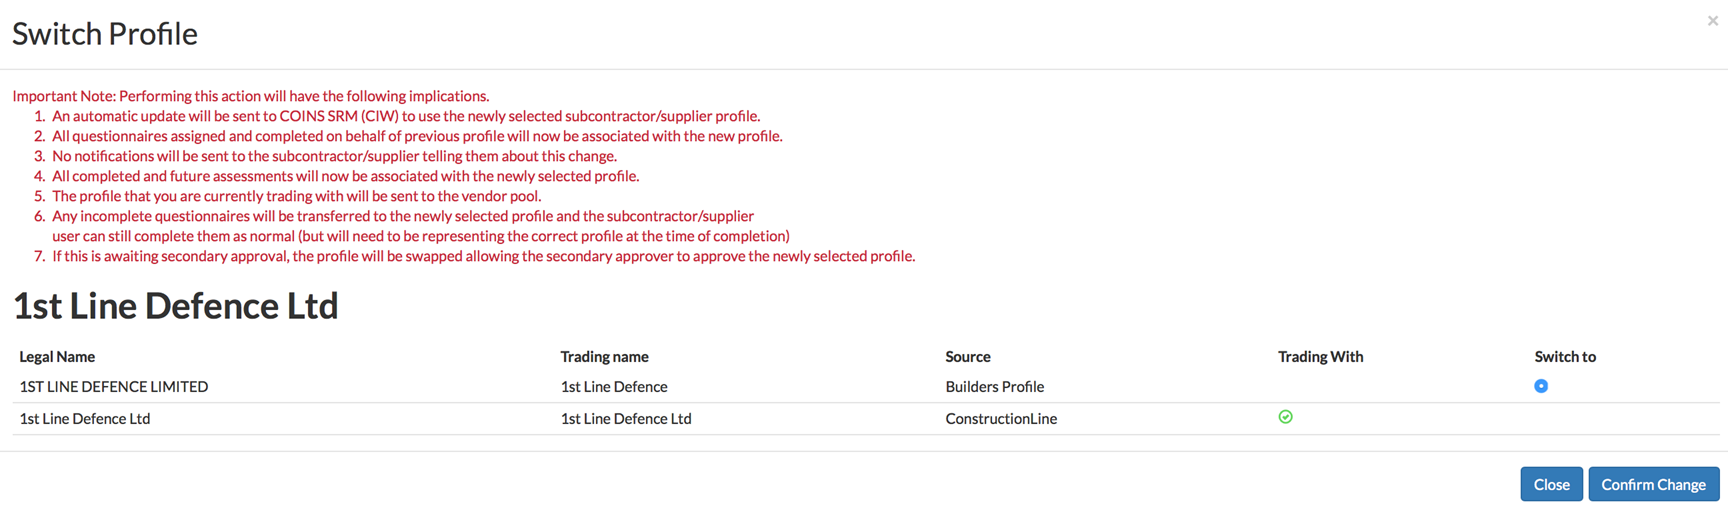 Switch Profile
×
Important Note: Performing this action will have the following implications.
1. An automatic update will be sent to COINS SRM (CIW) to use the newly selected subcontractor/supplier profile.
2. All questionnaires assigned and completed on behalf of previous profile will now be associated with the new profile.
3. No notifications will be sent to the subcontractor/supplier telling them about this change.
4. All completed and future assessments will now be associated with the newly selected profile.
5. The profile that you are currently trading with will be sent to the vendor pool.
6. Any incomplete questionnaires will be transferred to the newly selected profile and the subcontractor/supplier
user can still complete them as normal (but will need to be representing the correct profile at the time of completion)
7. If this is awaiting secondary approval, the profile will be swapped allowing the secondary approver to approve the newly selected profile.
1st Line Defence Ltd
Legal Name Trading name Source Trading With Switch to
1ST LINE DEFENCE LIMITED 1st Line Defence Builders Profile
1st Line Defence Ltd 1st Line Defence Ltd ConstructionLine
Close Confirm Change